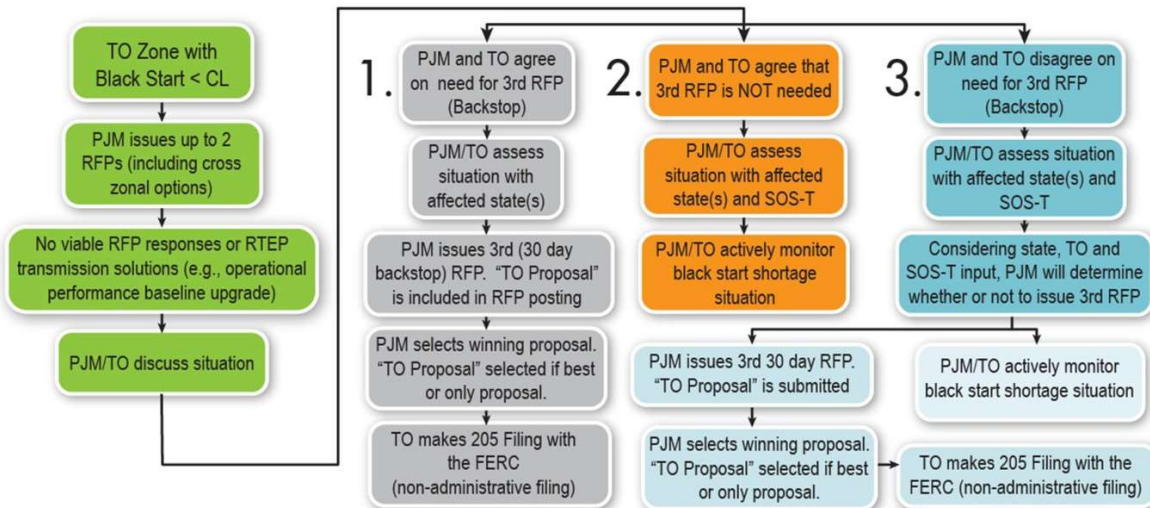 TO Zone with
Black Start < CL
PJM issues up to 2
RFPs (including cross
zonal options)
No viable RFP responses or RTEP
transmission solutions (e.g., operational
performance baseline upgrade)
PJM/TO discuss situation
1.
PJM and TO agree
on need for 3rd RFP
(Backstop)
PJM/TO assess
situation with
affected state(s)
PJM issues 3rd (30 day
backstop) RFP. “TO Proposal”
is included in RFP posting
PJM selects winning proposal.
“TO Proposal” selected if best
or only proposal.
TO makes 205 Filing with
the FERC
(non-administrative filing)
2.
PJM and TO agree that
3rd RFP is NOT needed
PJM/TO assess
situation with affected
state(s) and SOS-T
PJM/TO actively monitor
black start shortage
situation
3.
PJM and TO disagree on
need for 3rd RFP
(Backstop)
PJM/TO assess situation
with affected state(s) and
SOS-T
Considering state, TO and
SOS-T input, PJM will determine
whether or not to issue 3rd RFP
PJM issues 3rd 30 day RFP.
“TO Proposal” is submitted
PJM selects winning proposal.
“TO Proposal” selected if best
or only proposal.
TO makes 205 Filing with the
FERC (non-administrative filing)
PJM/TO actively monitor
black start shortage situation